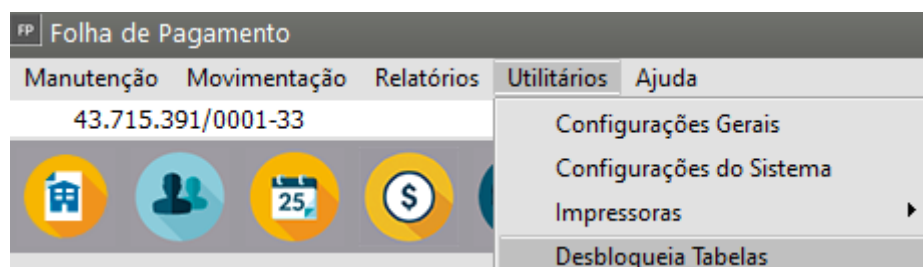 FP Folha de Pagamento
Manutenção Movimentação Relatórios Utilitários Ajuda
43.715.391/0001-33
Configurações Gerais
Configurações do Sistema
25
$
Impressoras
Desbloqueia Tabelas